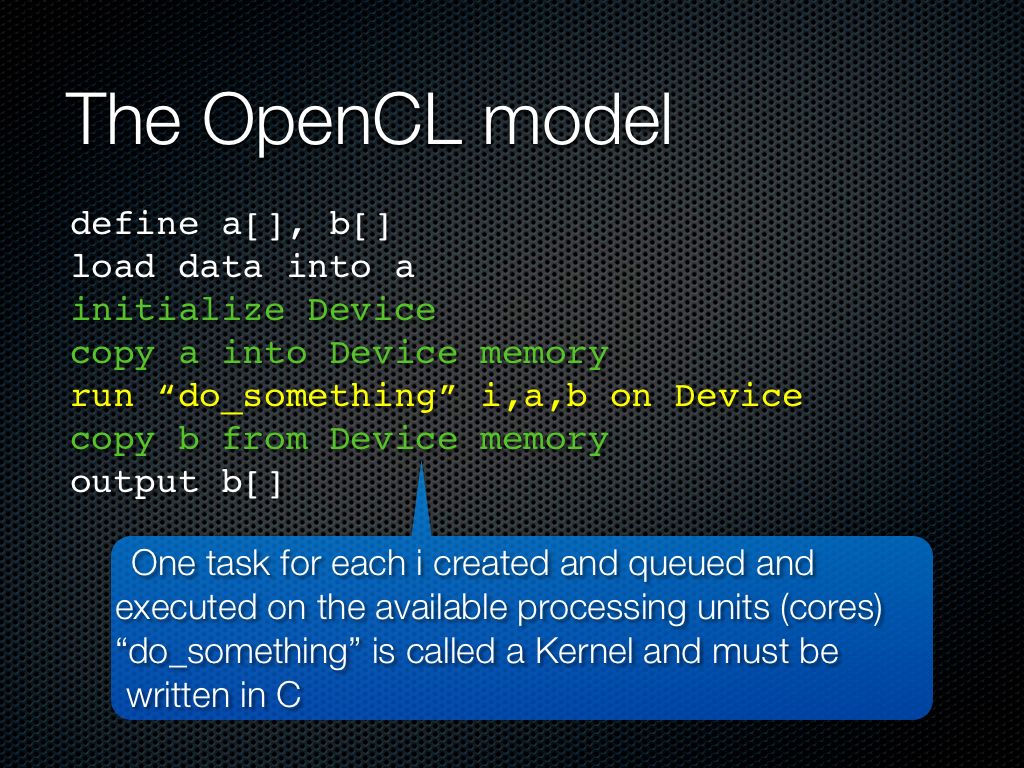 The OpenCL model
define a[], b[]
load data into a
initialize Device
copy a into Device memory
run “do_something” i,a,b on Device
copy b from Device memory
output b[]
One task for each i created and queued and
executed on the available processing units (cores)
“do_something” is called a Kernel and must be
written in C